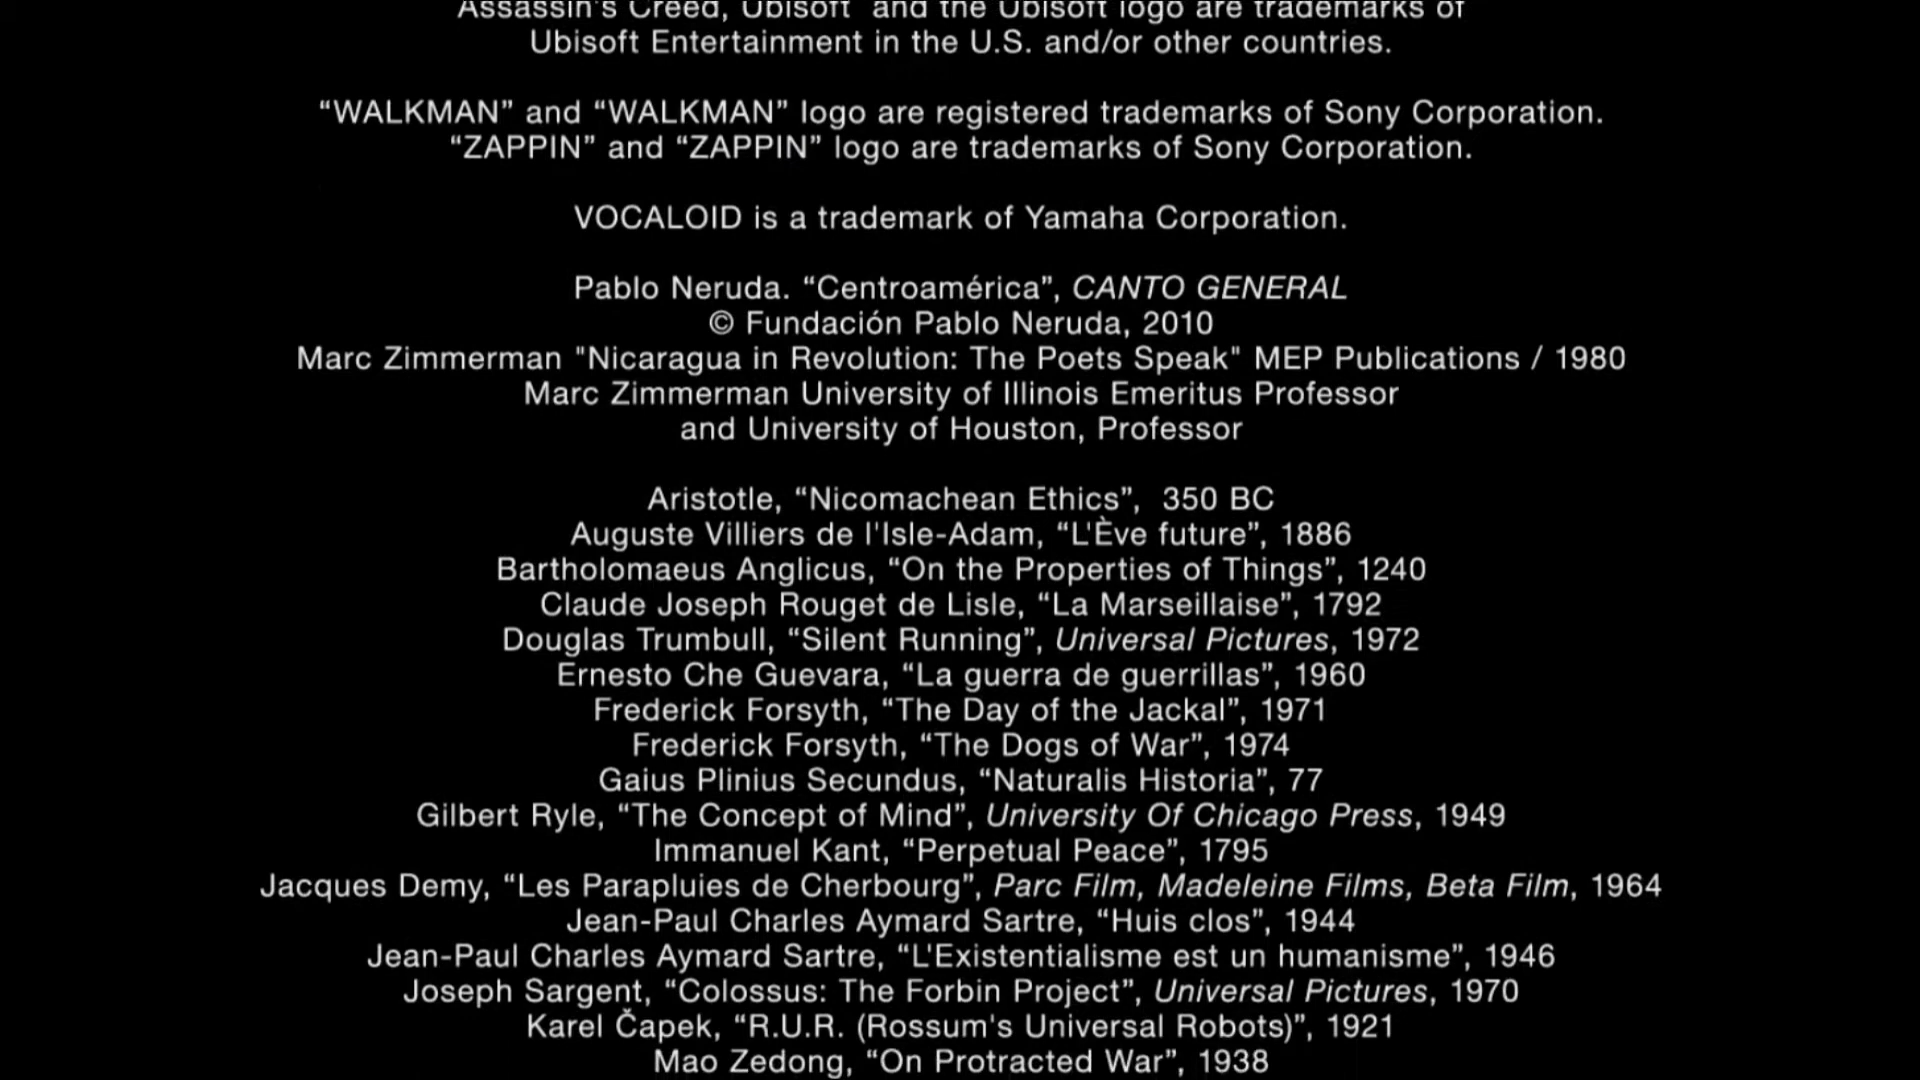 Assassin's Creed, Ubisoft and the Ubisoft logo are trademarks of
Ubisoft Entertainment in the U.S. and/or other countries.
“WALKMAN” and “WALKMAN” logo are registered trademarks of Sony Corporation.
“ZAPPIN” and “ZAPPIN” logo are trademarks of Sony Corporation.
VOCALOID is a trademark of Yamaha Corporation.
Pablo Neruda. “Centroamérica”, CANTO GENERAL
© Fundación Pablo Neruda, 2010
Marc Zimmerman "Nicaragua in Revolution: The Poets Speak" MEP Publications / 1980
Marc Zimmerman University of Illinois Emeritus Professor
and University of Houston, Professor
Aristotle, “Nicomachean Ethics”,  350 BC
Auguste Villiers de l'Isle-Adam, “L'Ève future”, 1886
Bartholomaeus Anglicus, “On the Properties of Things”, 1240
Claude Joseph Rouget de Lisle, “La Marseillaise”, 1792
Douglas Trumbull, “Silent Running”, Universal Pictures, 1972
Ernesto Che Guevara, “La guerra de guerrillas”, 1960
Frederick Forsyth, “The Day of the Jackal”, 1971
Frederick Forsyth, “The Dogs of War”, 1974
Gaius Plinius Secundus, “Naturalis Historia”, 77
Gilbert Ryle, “The Concept of Mind”, University Of Chicago Press, 1949
Immanuel Kant, “Perpetual Peace”, 1795
Jacques Demy, “Les Parapluies de Cherbourg”, Parc Film, Madeleine Films, Beta Film, 1964
Jean-Paul Charles Aymard Sartre, “Huis clos”, 1944
Jean-Paul Charles Aymard Sartre, “L'Existentialisme est un humanisme”, 1946
Joseph Sargent, “Colossus: The Forbin Project”, Universal Pictures, 1970
Karel Čapek, “R.U.R. (Rossum's Universal Robots)”, 1921
Mao Zedong, “On Protracted War”, 1938